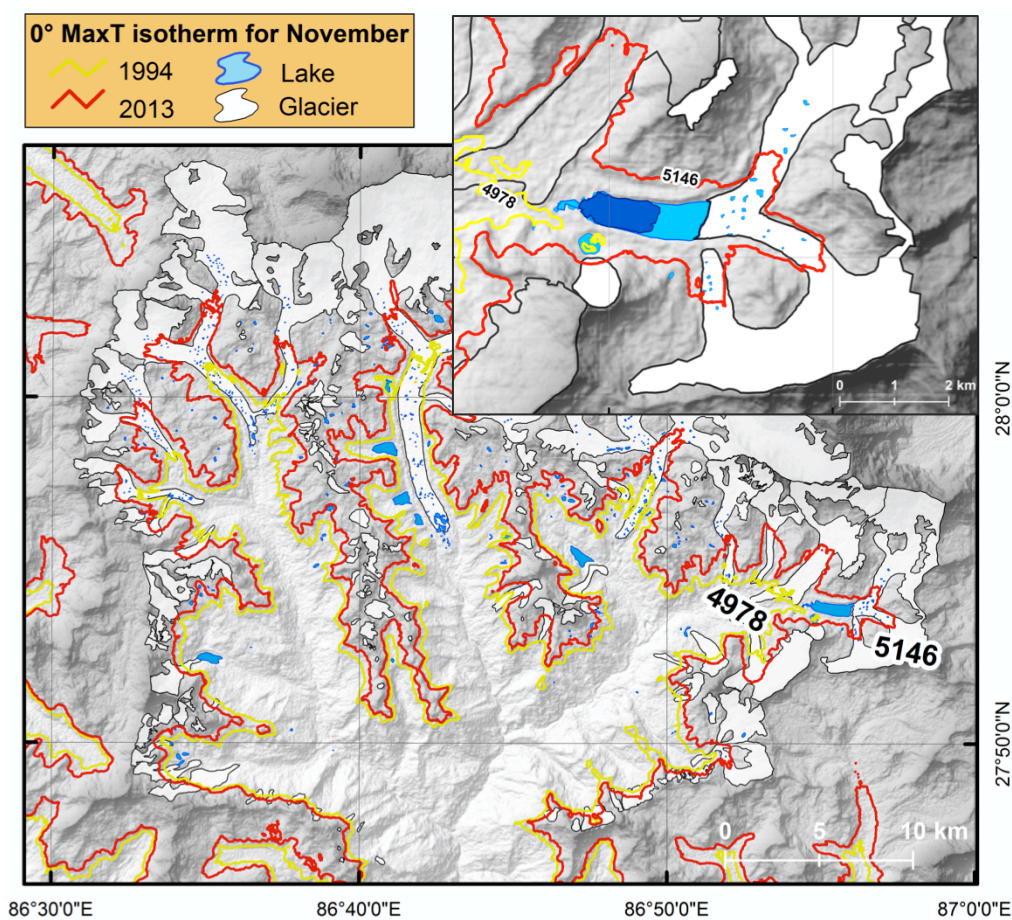 0° MaxT isotherm for November
1994
Lake
2013
Glacier
5146
4978
0 1 2 km
28°0'0"N
4978
5146
27°50'0"N
0 5 10 km
86°30'0"E
86°40'0"E
86°50'0"E
87°0'0"E